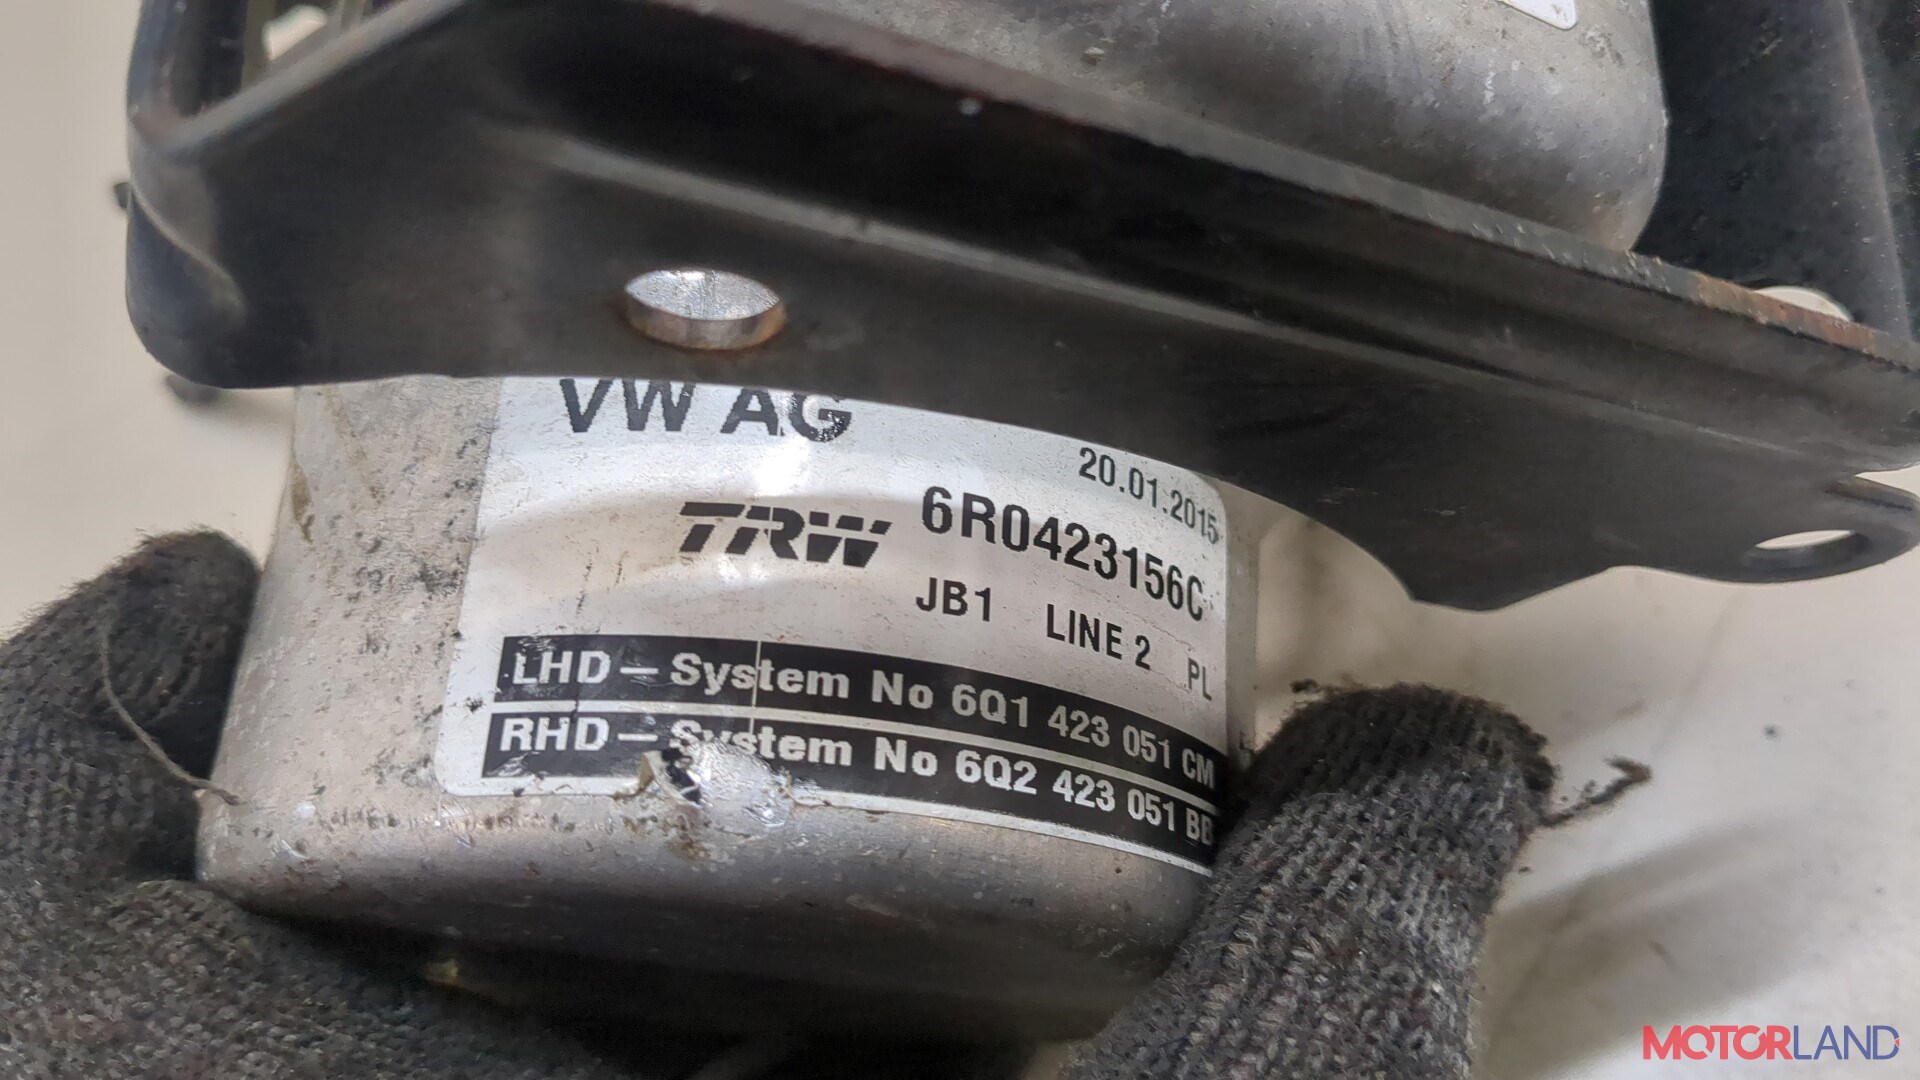 VW AG
20.01.2015
TRW 6R0423156C
JB1 LINE 2 PL
LHD – System No 6Q1 423 051 CM
RHD – System No 6Q2 423 051 BB
MOTORLAND